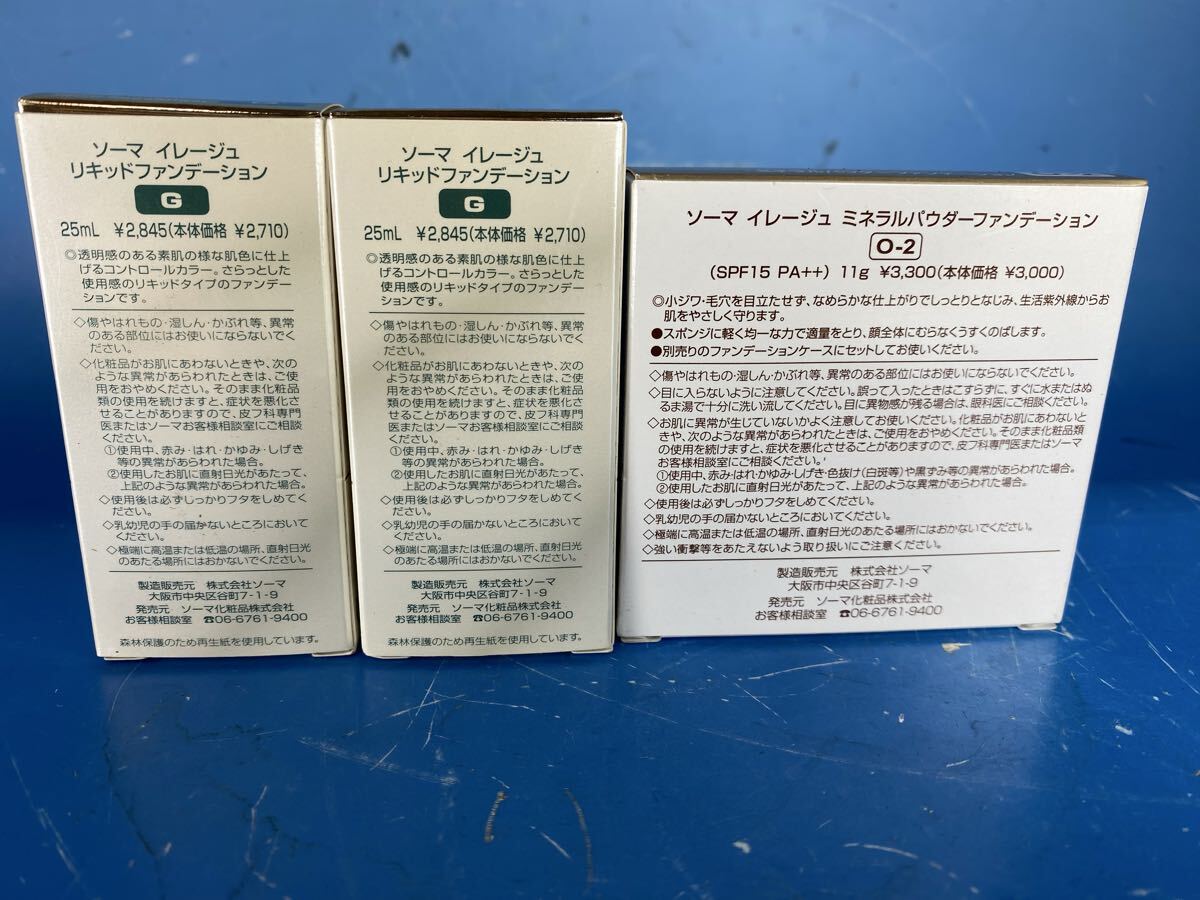 ソーマ イレージュ
リキッドファンデーション
G
25mL ¥2,845(本体価格 ¥2,710)
◎透明感のある素肌の様な肌色に仕上
げるコントロールカラー。さらっとした
使用感のリキッドタイプのファンデー
ションです。
◇傷やはれもの・湿しん・かぶれ等、異常
のある部位にはお使いにならないでく
ださい。
◇化粧品がお肌にあわないときや、次の
ような異常があらわれたときは、ご使
用をおやめください。そのまま化粧品
類の使用を続けますと、症状を悪化さ
せることがありますので、皮フ科専門
医またはソーマお客様相談室にご相談
ください。
①使用中、赤み・はれ・かゆみ・しげき
等の異常があらわれた場合。
②使用したお肌に直射日光があたって、
上記のような異常があらわれた場合。
◇使用後は必ずしっかりフタをしめてく
ださい。
◇乳幼児の手の届かないところにおいて
ください。
◇極端に高温または低温の場所、直射日光
のあたる場所にはおかないでください。
製造販売元 株式会社ソーマ
大阪市中央区谷町7-1-9
発売元 ソーマ化粧品株式会社
お客様相談室 ☎06-6761-9400
森林保護のため再生紙を使用しています。
ソーマ イレージュ
リキッドファンデーション
G
25mL ¥2,845(本体価格 ¥2,710)
◎透明感のある素肌の様な肌色に仕上
げるコントロールカラー。さらっとした
使用感のリキッドタイプのファンデー
ションです。
◇傷やはれもの・湿しん・かぶれ等、異常
のある部位にはお使いにならないでく
ださい。
◇化粧品がお肌にあわないときや、次の
ような異常があらわれたときは、ご使
用をおやめください。そのまま化粧品
類の使用を続けますと、症状を悪化さ
せることがありますので、皮フ科専門
医またはソーマお客様相談室にご相談
ください。
①使用中、赤み・はれ・かゆみ・しげき
等の異常があらわれた場合。
②使用したお肌に直射日光があたって、
上記のような異常があらわれた場合。
◇使用後は必ずしっかりフタをしめてく
ださい。
◇乳幼児の手の届かないところにおいて
ください。
◇極端に高温または低温の場所、直射日光
のあたる場所にはおかないでください。
製造販売元 株式会社ソーマ
大阪市中央区谷町7-1-9
発売元 ソーマ化粧品株式会社
お客様相談室 ☎06-6761-9400
森林保護のため再生紙を使用しています。
ソーマ イレージュ ミネラルパウダーファンデーション
O-2
(SPF15 PA++) 11g ¥3,300(本体価格 ¥3,000)
◎小ジワ・毛穴を目立たせず、なめらかな仕上がりでしっとりとなじみ、生活紫外線からお
肌をやさしく守ります。
●スポンジに軽く均一な力で適量をとり、顔全体にむらなくうすくのばします。
●別売りのファンデーションケースにセットしてお使いください。
◇傷やはれもの・湿しん・かぶれ等、異常のある部位にはお使いにならないでください。
◇目に入らないように注意してください。誤って入ったときはこすらずに、すぐに水またはぬ
るま湯で十分に洗い流してください。目に異物感が残る場合は、眼科医にご相談ください。
◇お肌に異常が生じていないかよく注意してお使いください。化粧品がお肌にあわないと
きや、次のような異常があらわれたときは、ご使用をおやめください。そのまま化粧品類
の使用を続けますと、症状を悪化させることがありますので、皮フ科専門医またはソーマ
お客様相談室にご相談ください。
①使用中、赤み・はれ・かゆみ・しげき・色抜け(白斑等)や黒ずみ等の異常があらわれた場合。
②使用したお肌に直射日光があたって、上記のような異常があらわれた場合。
◇使用後は必ずしっかりフタをしめてください。
◇乳幼児の手の届かないところにおいてください。
◇極端に高温または低温の場所、直射日光のあたる場所にはおかないでください。
◇強い衝撃等をあたえないよう取り扱いにご注意ください。
製造販売元 株式会社ソーマ
大阪市中央区谷町7-1-9
発売元 ソーマ化粧品株式会社
お客様相談室 ☎06-6761-9400